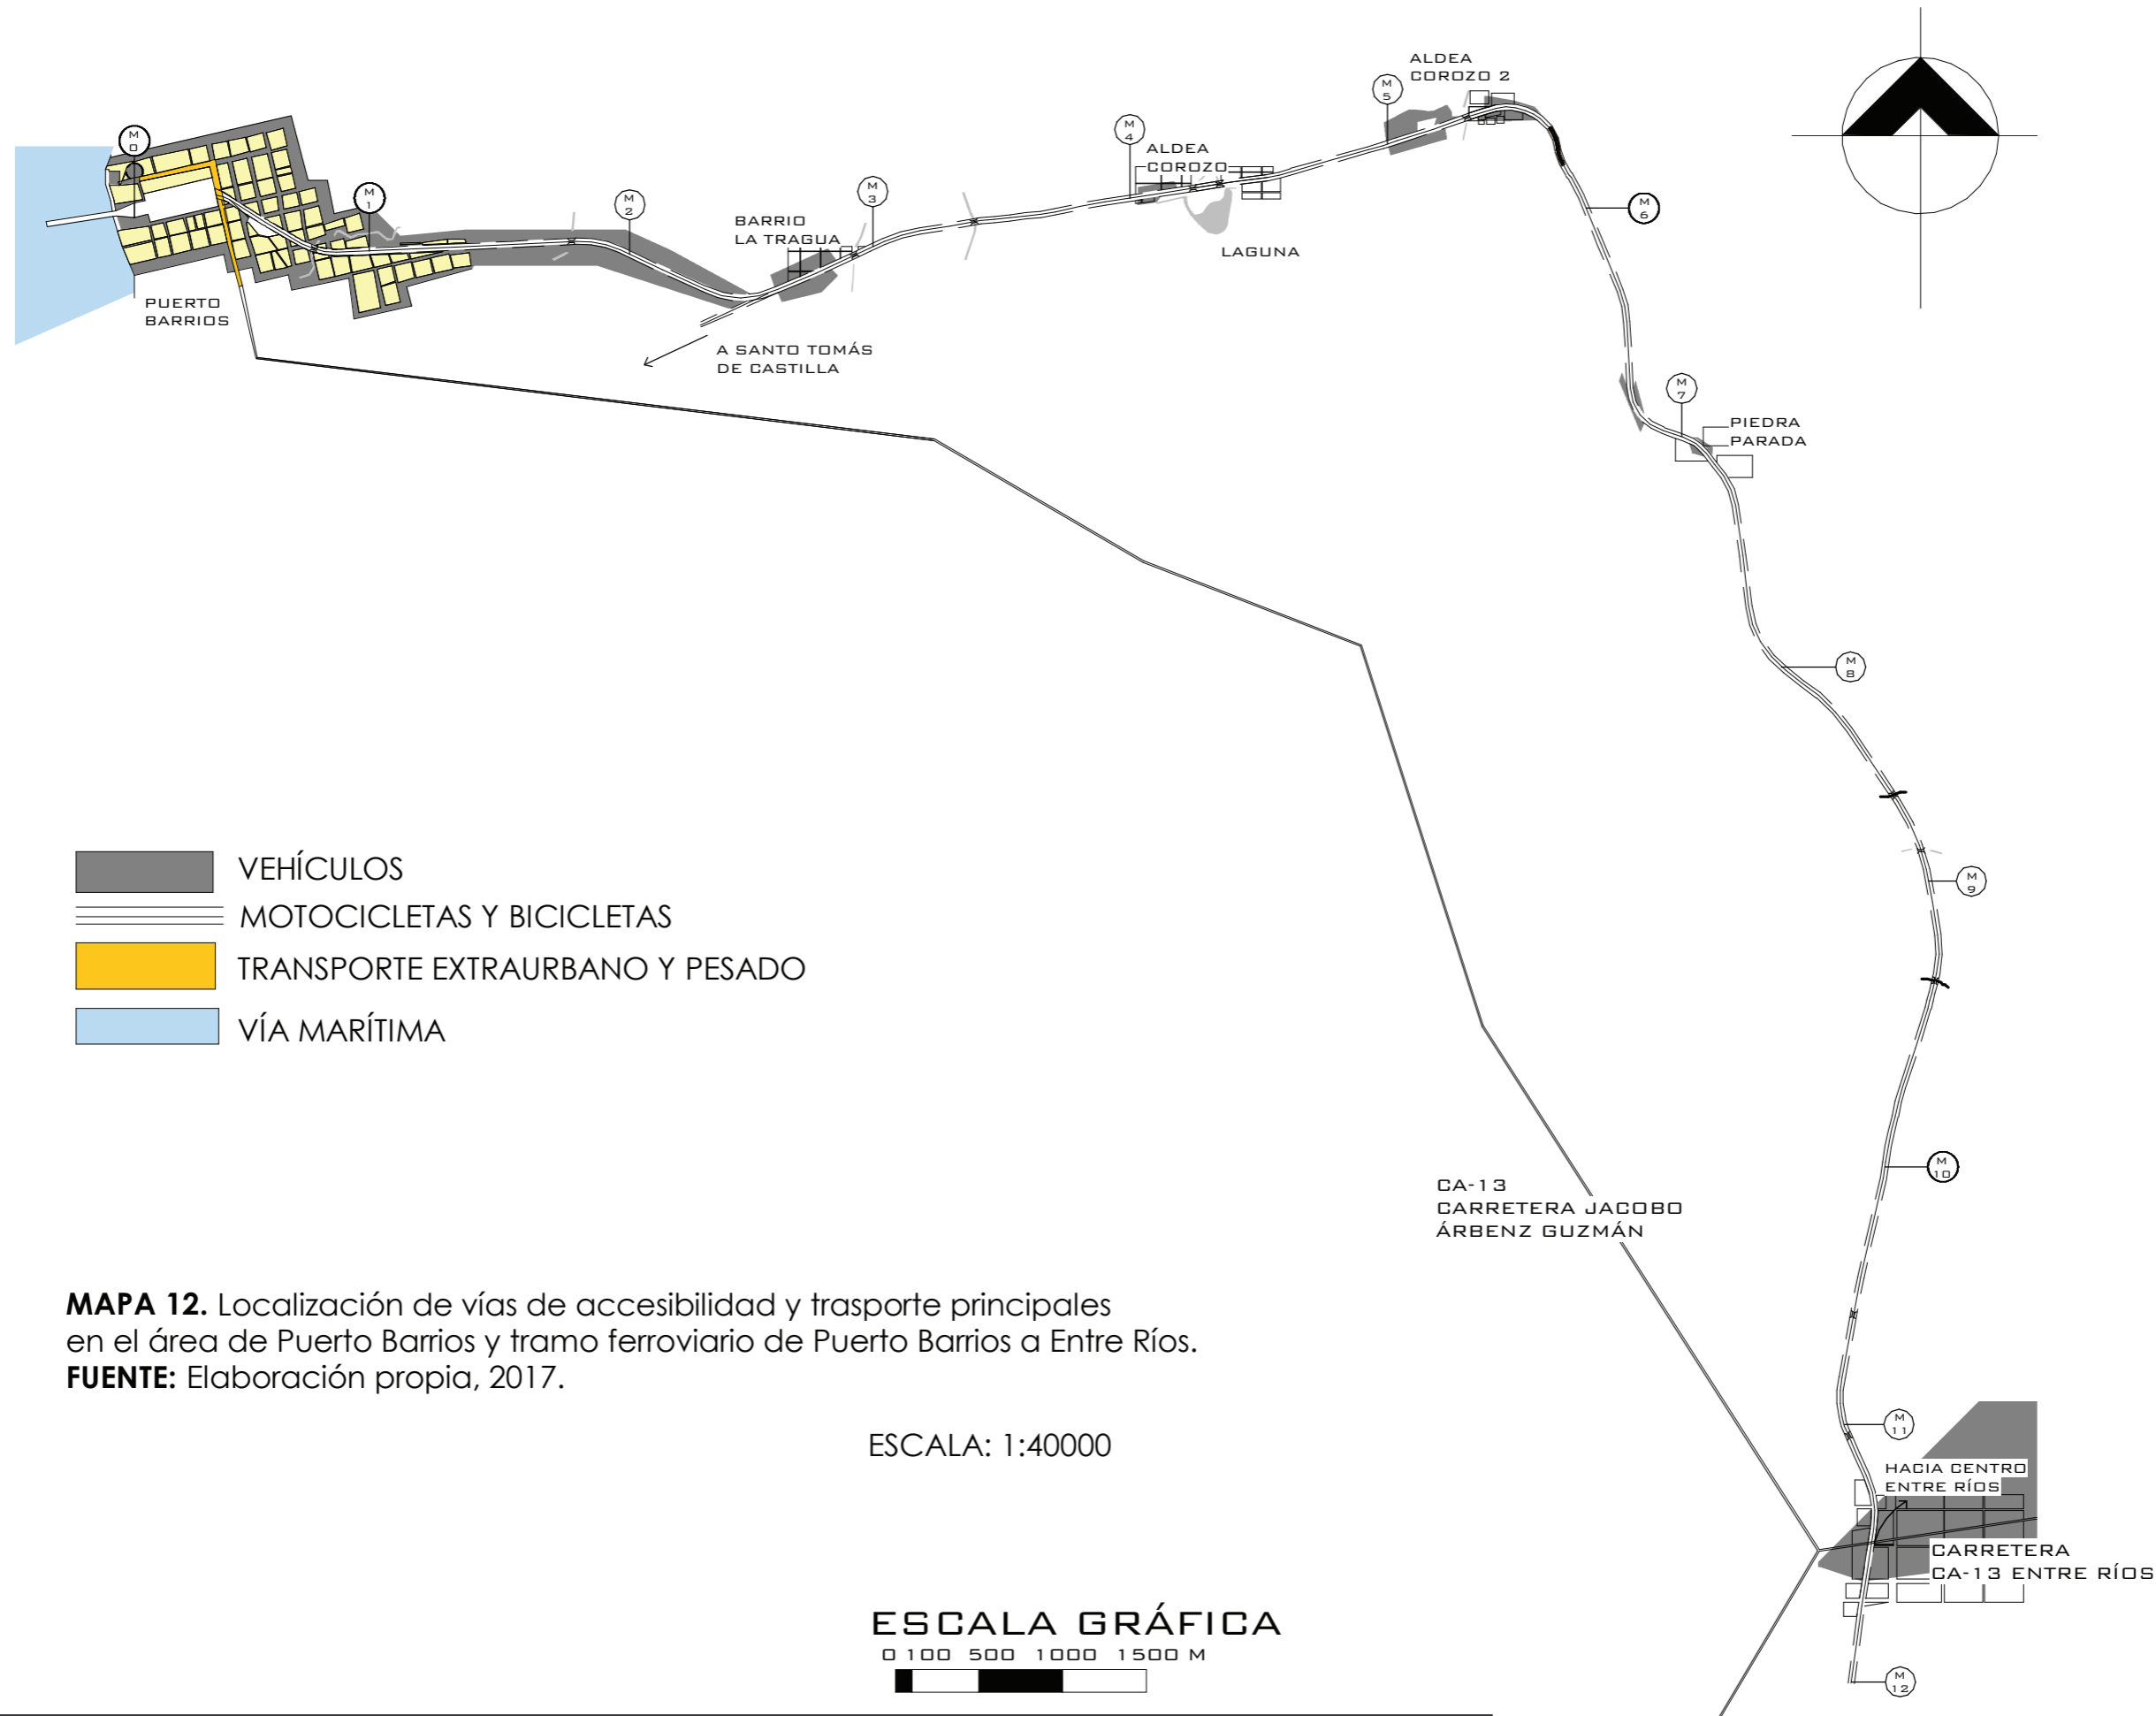 ALDEA
COROZO 2
M
5
M
0
M
4
ALDEA
COROZO
M
1
M
2
M
3
M
6
BARRIO
LA TRAGUA
LAGUNA
PUERTO
BARRIOS
A SANTO TOMÁS
DE CASTILLA
M
7
PIEDRA
PARADA
M
8
VEHÍCULOS
MOTOCICLETAS Y BICICLETAS
TRANSPORTE EXTRAURBANO Y PESADO
VÍA MARÍTIMA
M
9
M
10
CA-13
CARRETERA JACOBO
ÁRBENZ GUZMÁN
MAPA 12. Localización de vías de accesibilidad y trasporte principales
en el área de Puerto Barrios y tramo ferroviario de Puerto Barrios a Entre Ríos.
FUENTE: Elaboración propia, 2017.
ESCALA: 1:40000
M
11
HACIA CENTRO
ENTRE RÍOS
CARRETERA
CA-13 ENTRE RÍOS
ESCALA GRÁFICA
0 100 500 1000 1500 M
M
12